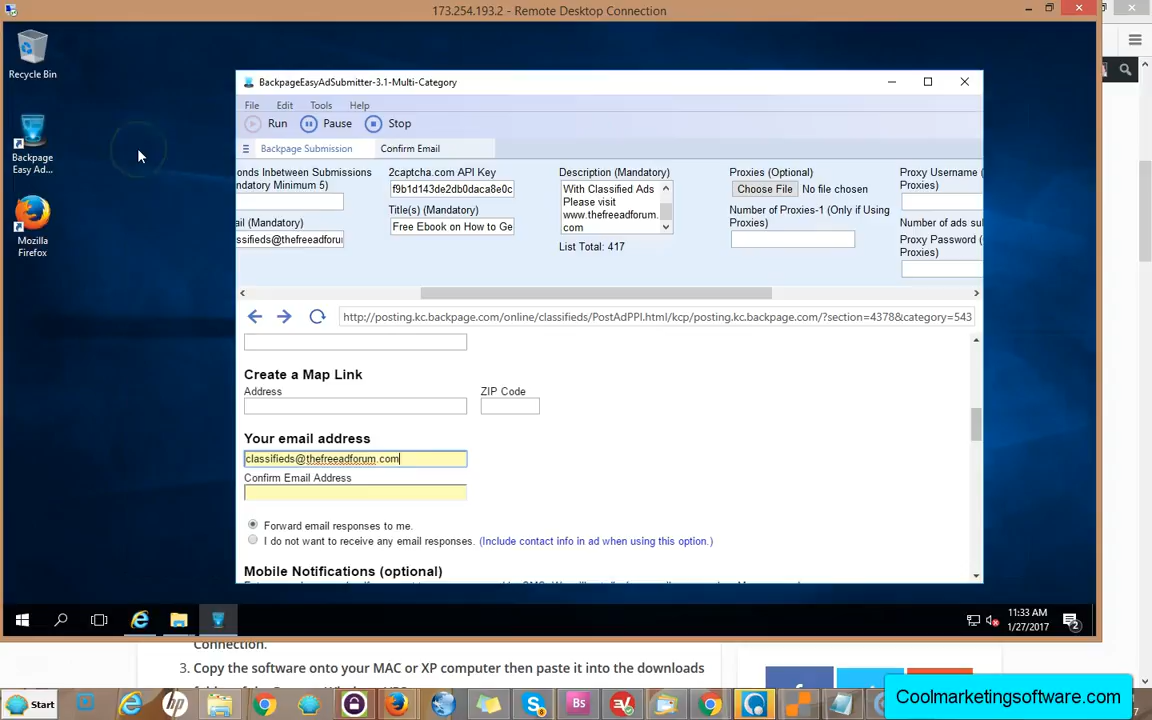 173.254.193.2 - Remote Desktop Connection
Recycle Bin
Backpage
Easy Ad...
Mozilla
Firefox
BackpageEasyAdSubmitter-3.1-Multi-Category
File Edit Tools Help
Run Pause Stop
Backpage Submission Confirm Email
onds Inbetween Submissions
ndatory Minimum 5)
ail (Mandatory)
ssifieds@thefreeadforu
2captcha.com API Key
f9b1d143de2db0daca8e0c
Title(s) (Mandatory)
Free Ebook on How to Ge
Description (Mandatory)
With Classified Ads
Please visit
www.thefreeadforum.
com
List Total: 417
Proxies (Optional)
Choose File No file chosen
Number of Proxies-1 (Only if Using
Proxies)
Proxy Username (
Proxies)
Number of ads su
Proxy Password (
Proxies)
http://posting.kc.backpage.com/online/classifieds/PostAdPPI.html/kcp/posting.kc.backpage.com/?section=4378&category=543
Create a Map Link
Address ZIP Code
Your email address
classifieds@thefreeadforum.com
Confirm Email Address
Forward email responses to me.
I do not want to receive any email responses. (Include contact info in ad when using this option.)
Mobile Notifications (optional)
11:33 AM
1/27/2017
2
Connection.
3. Copy the software onto your MAC or XP computer then paste it into the downloads
Start
Coolmarketingsoftware.com